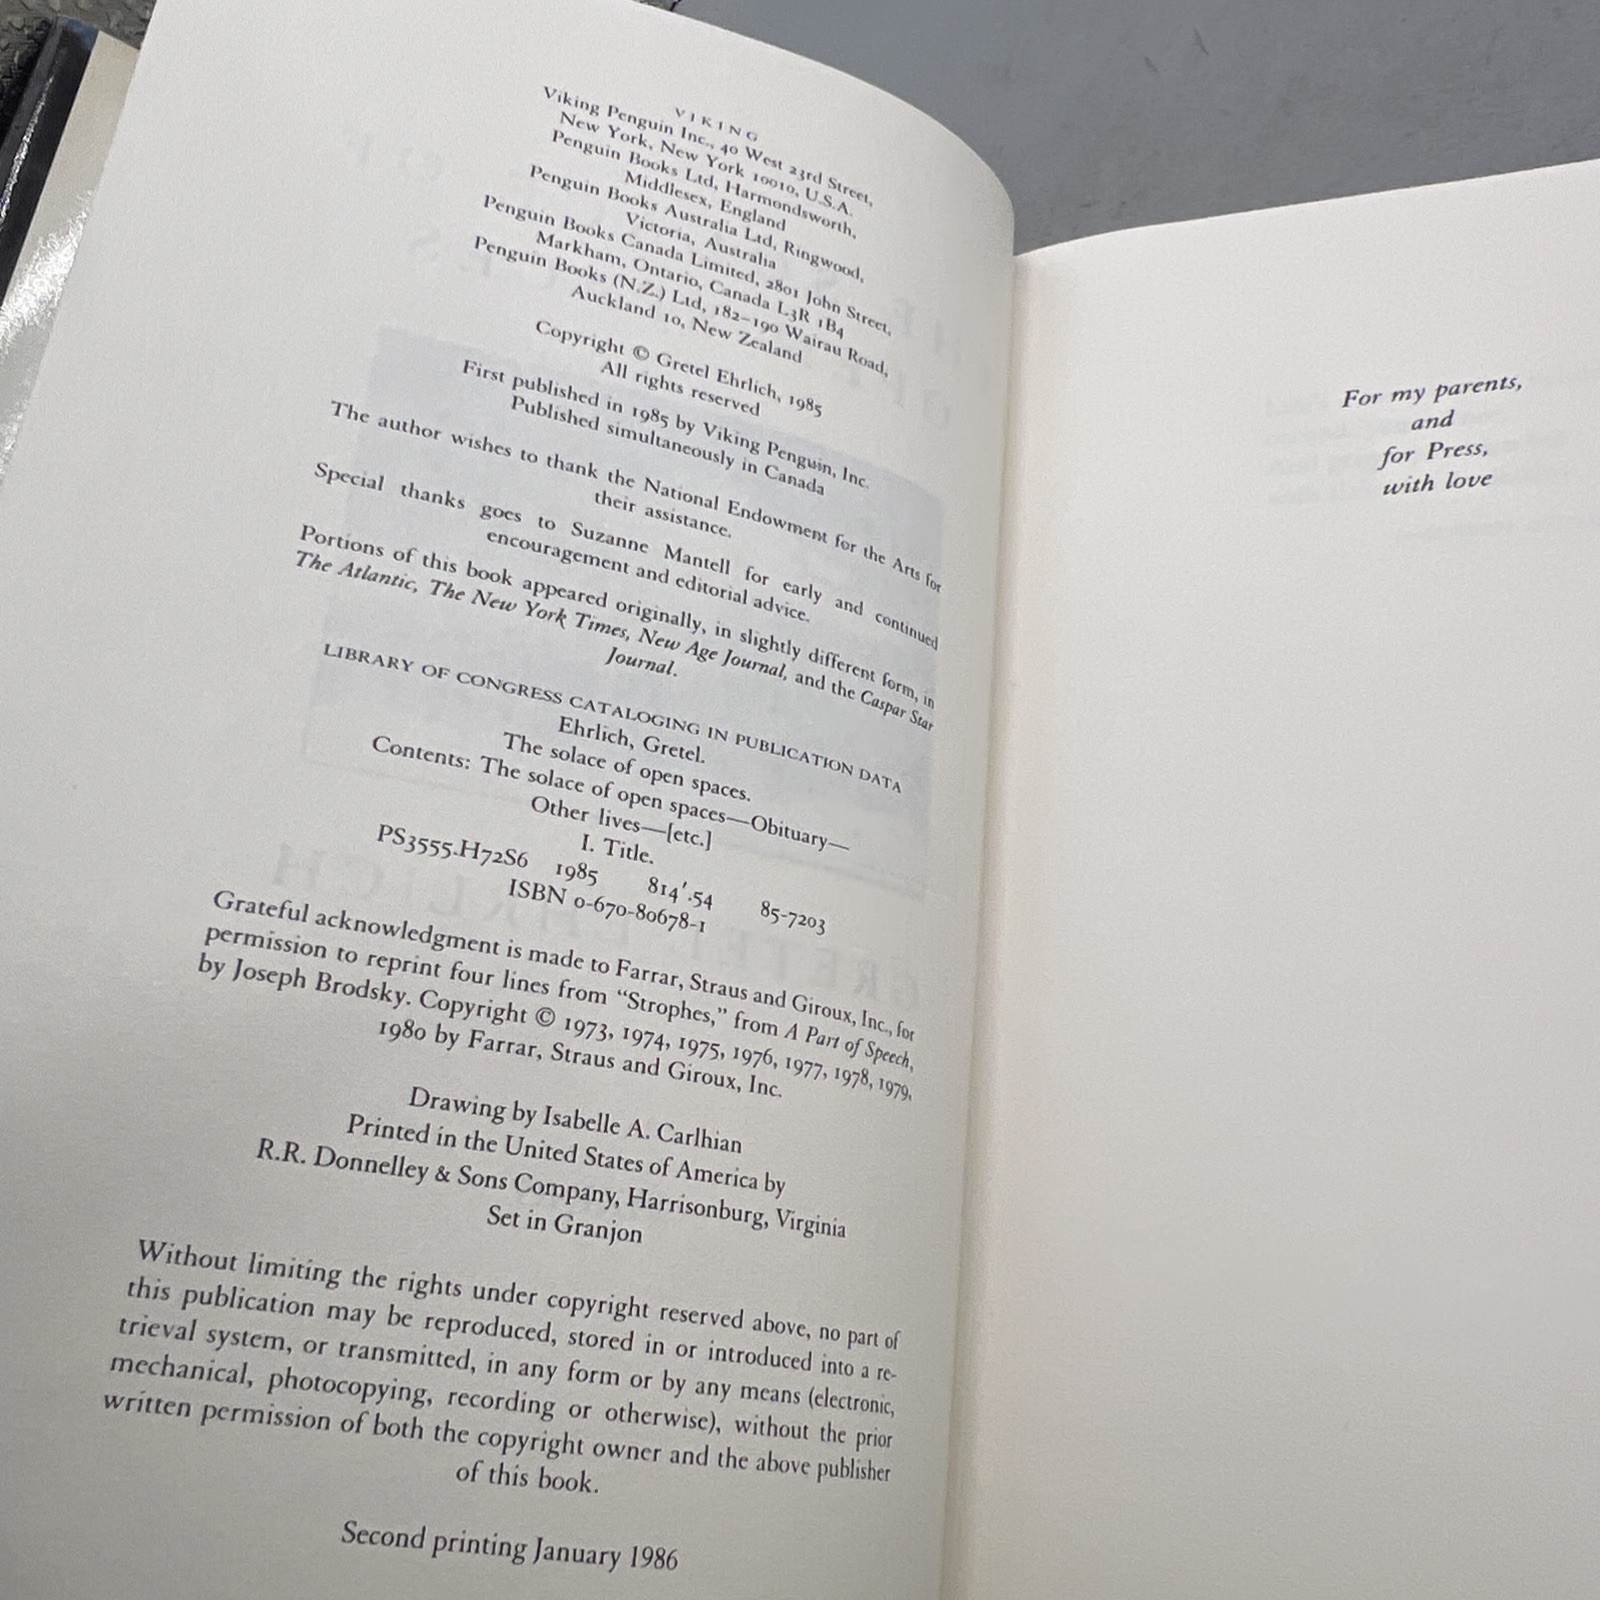 VIKING
Viking Penguin Inc., 40 West 23rd Street,
New York, New York 10010, U.S.A.
Penguin Books Ltd, Harmondsworth,
Middlesex, England
Penguin Books Australia Ltd, Ringwood,
Victoria, Australia
Penguin Books Canada Limited, 2801 John Street,
Markham, Ontario, Canada L3R 1B4
Penguin Books (N.Z.) Ltd, 182–190 Wairau Road,
Auckland 10, New Zealand
Copyright © Gretel Ehrlich, 1985
All rights reserved
First published in 1985 by Viking Penguin, Inc.
Published simultaneously in Canada
The author wishes to thank the National Endowment for the Arts for
their assistance.
Special thanks goes to Suzanne Mantell for early and continued
encouragement and editorial advice.
Portions of this book appeared originally, in slightly different form, in
The Atlantic, The New York Times, New Age Journal, and the Caspar Star
Journal.
LIBRARY OF CONGRESS CATALOGING IN PUBLICATION DATA
Ehrlich, Gretel.
The solace of open spaces.
Contents: The solace of open spaces—Obituary—
Other lives—[etc.]
I. Title.
PS3555.H72S6 1985 814'.54 85-7203
ISBN 0-670-80678-1
Grateful acknowledgment is made to Farrar, Straus and Giroux, Inc., for
permission to reprint four lines from “Strophes,” from A Part of Speech,
by Joseph Brodsky. Copyright © 1973, 1974, 1975, 1976, 1977, 1978, 1979,
1980 by Farrar, Straus and Giroux, Inc.
Drawing by Isabelle A. Carlhian
Printed in the United States of America by
R.R. Donnelley & Sons Company, Harrisonburg, Virginia
Set in Granjon
Without limiting the rights under copyright reserved above, no part of
this publication may be reproduced, stored in or introduced into a re-
trieval system, or transmitted, in any form or by any means (electronic,
mechanical, photocopying, recording or otherwise), without the prior
written permission of both the copyright owner and the above publisher
of this book.
Second printing January 1986
For my parents,
and
for Press,
with love